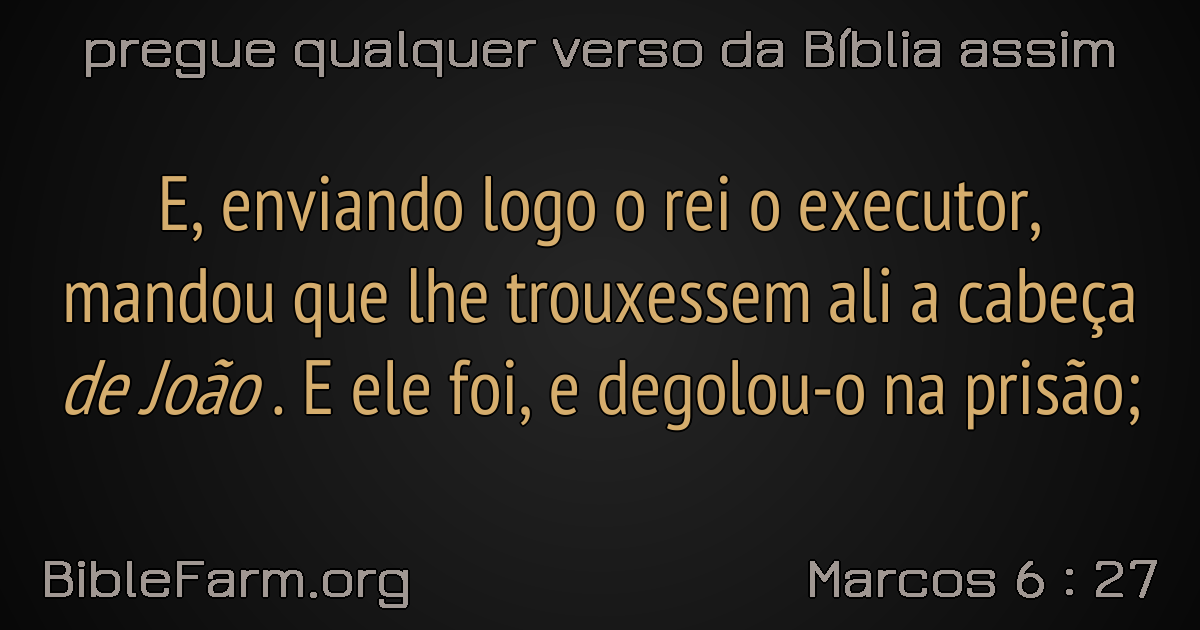 pregue qualquer verso da Bíblia assim
E, enviando logo o rei o executor,
mandou que lhe trouxessem ali a cabeça
de João . E ele foi, e degolou-o na prisão;
BibleFarm.org
Marcos 6 : 27